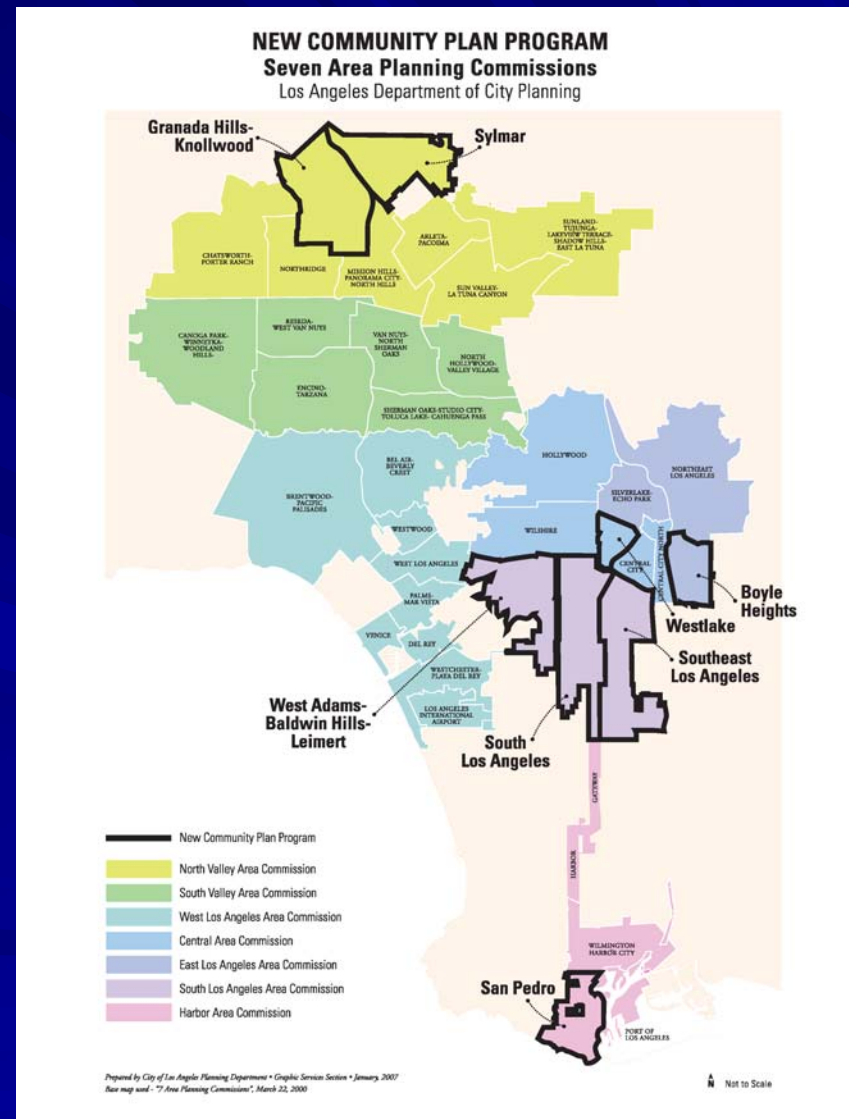 NEW COMMUNITY PLAN PROGRAM
Seven Area Planning Commissions
Los Angeles Department of City Planning
Granada Hills-
Knollwood
Sylmar
SUNLAND-
TUJUNGA-
LAKEVIEW TERRACE-
SHADOW HILLS-
EAST LA TUNA
ARLETA-
PACOIMA
CHATSWORTH-
PORTER RANCH
NORTHRIDGE
MISSION HILLS-
PANORAMA CITY-
NORTH HILLS
SUN VALLEY-
LA TUNA CANYON
CANOGA PARK-
WINNETKA-
WOODLAND
HILLS-
RESEDA-
WEST VAN NUYS
VAN NUYS-
NORTH
SHERMAN
OAKS
NORTH
HOLLYWOOD-
VALLEY VILLAGE
ENCINO-
TARZANA
SHERMAN OAKS-STUDIO CITY-
TOLUCA LAKE- CAHUENGA PASS
BEL AIR-
BEVERLY
CREST
HOLLYWOOD
NORTHEAST
LOS ANGELES
BRENTWOOD-
PACIFIC
PALISADES
SILVERLAKE-
ECHO PARK
WESTWOOD
WILSHIRE
CENTRAL CITY NORTH
WEST LOS ANGELES
CENTRAL
CITY
PALMS-
MAR VISTA
Boyle
Heights
Westlake
VENICE
DEL REY
Southeast
Los Angeles
WESTCHESTER-
PLAYA DEL REY
LOS ANGELES
INTERNATIONAL
AIRPORT
West Adams-
Baldwin Hills-
Leimert
South
Los Angeles
GATEWAY
HARBOR
WILMINGTON
HARBOR CITY
San Pedro
PORT OF
LOS ANGELES
New Community Plan Program
North Valley Area Commission
South Valley Area Commission
West Los Angeles Area Commission
Central Area Commission
East Los Angeles Area Commission
South Los Angeles Area Commission
Harbor Area Commission
Prepared by City of Los Angeles Planning Department • Graphic Services Section • January, 2007
Base map used - "7 Area Planning Commissions", March 22, 2000
N
Not to Scale